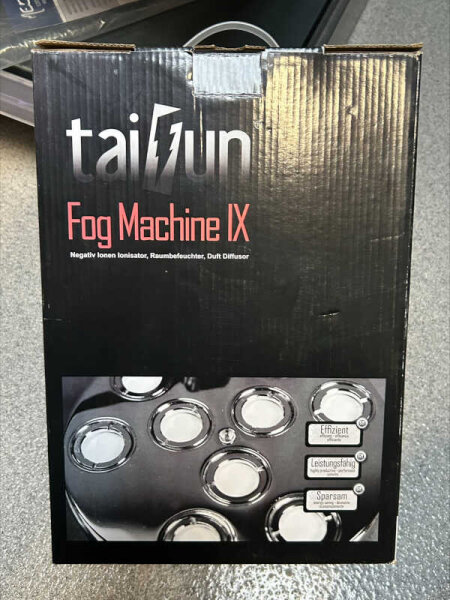 taifun
Fog Machine IX
Negativ Ionen Ionisator, Raumbefeuchter, Duft Diffusor
Effizient
Leistungsfähig
Sparsam